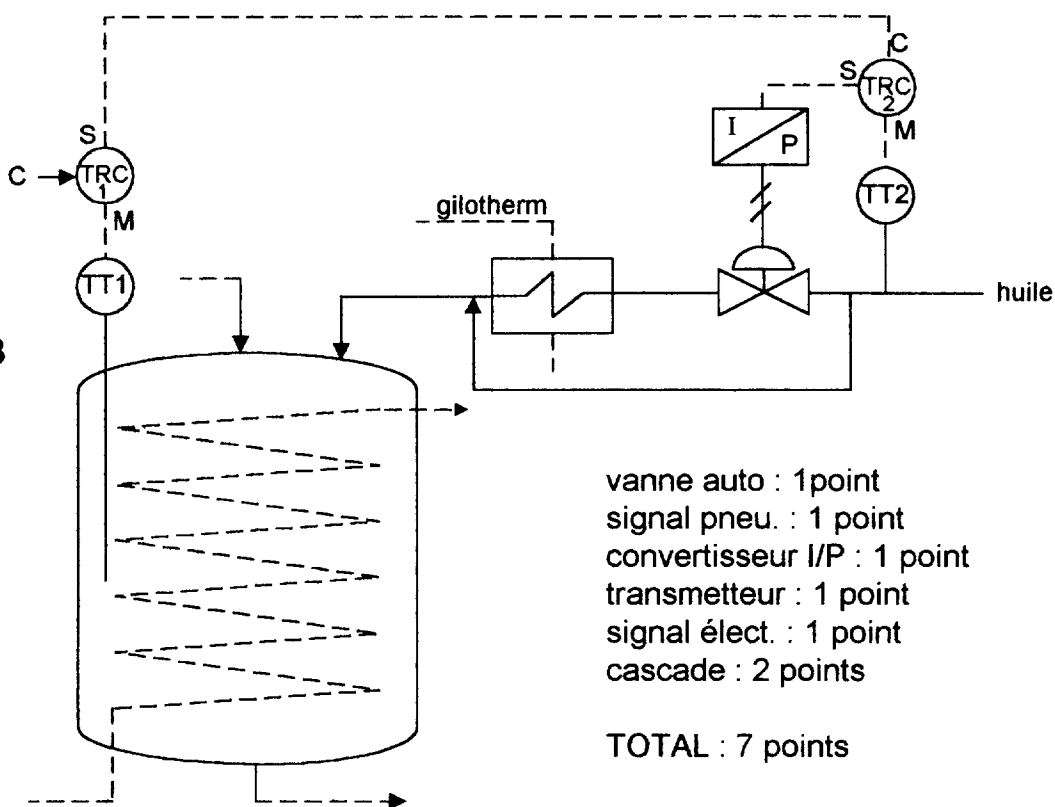 C
S
TRC
2
M
I
P
TT2
S
C
TRC
1
M
TT1
gilotherm
huile
vanne auto : 1point
signal pneu. : 1 point
convertisseur I/P : 1 point
transmetteur : 1 point
signal élect. : 1 point
cascade : 2 points
TOTAL : 7 points